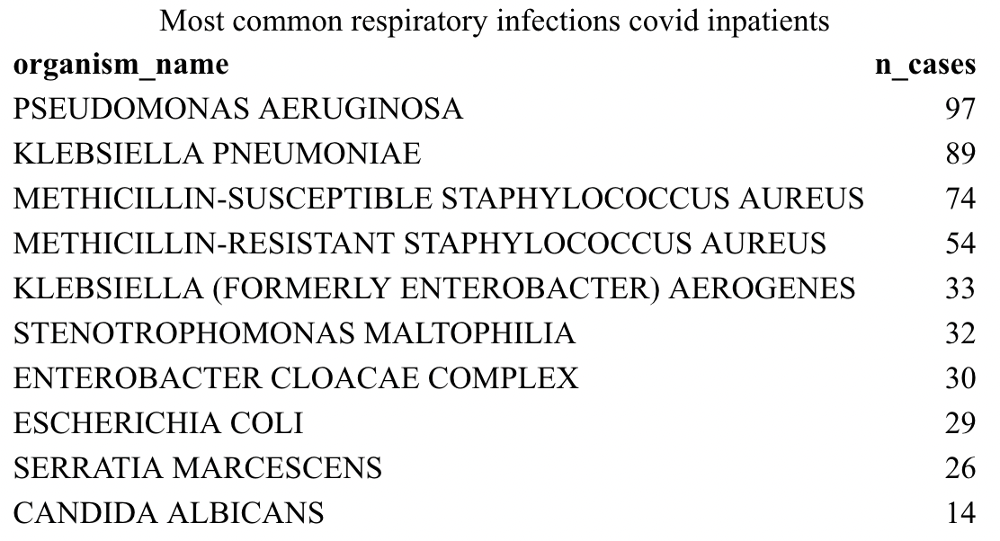 Most common respiratory infections covid inpatients
organism_name n_cases
PSEUDOMONAS AERUGINOSA 97
KLEBSIELLA PNEUMONIAE 89
METHICILLIN-SUSCEPTIBLE STAPHYLOCOCCUS AUREUS 74
METHICILLIN-RESISTANT STAPHYLOCOCCUS AUREUS 54
KLEBSIELLA (FORMERLY ENTEROBACTER) AEROGENES 33
STENOTROPHOMONAS MALTOPHILIA 32
ENTEROBACTER CLOACAE COMPLEX 30
ESCHERICHIA COLI 29
SERRATIA MARCESCENS 26
CANDIDA ALBICANS 14